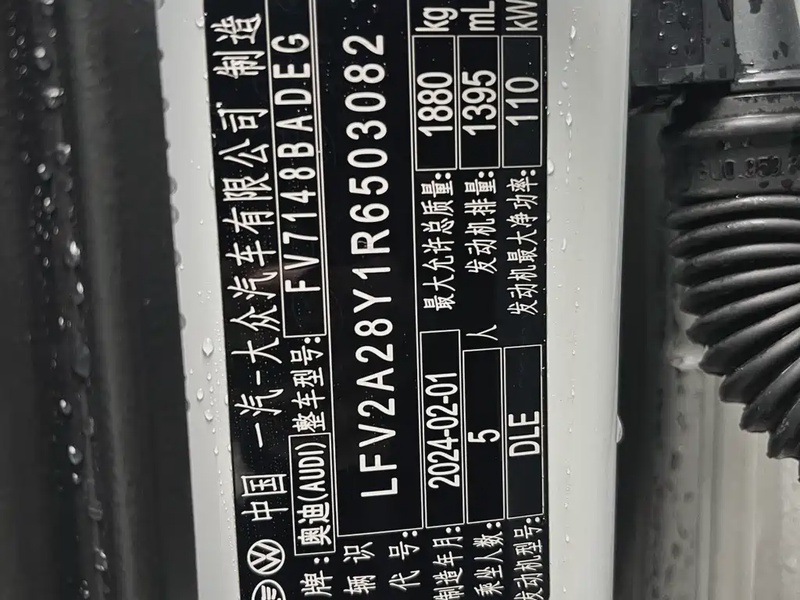 中国 一汽-大众汽车有限公司 制造
牌: 奥迪(AUDI) 整车型号: FV7148BADEG
辆识 LFV2A28Y1R6503082
代号:
制造年月: 2024-02-01 最大允许总质量: 1880 kg
乘坐人数: 5 人 发动机排量: 1395 mL
发动机型号: DLE 发动机最大净功率: 110 kW